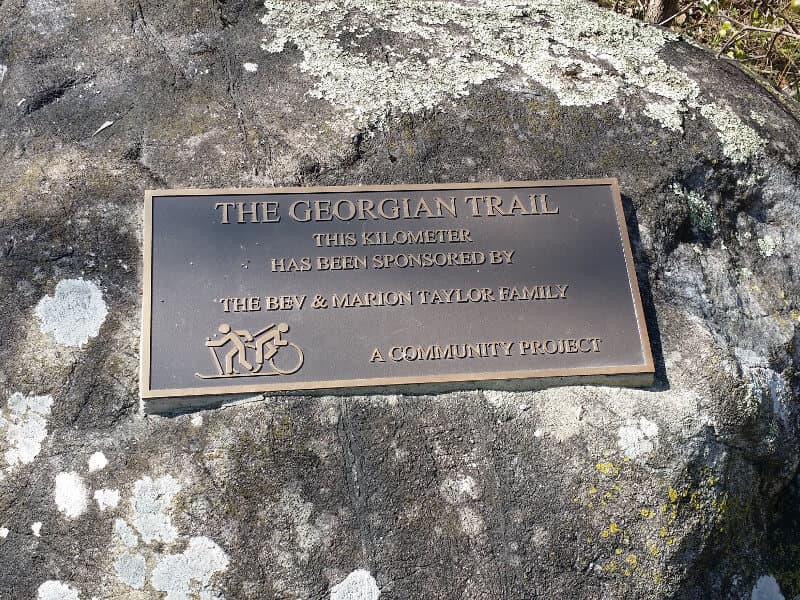 THE GEORGIAN TRAIL
THIS KILOMETER
HAS BEEN SPONSORED BY
THE BEV & MARION TAYLOR FAMILY
A COMMUNITY PROJECT